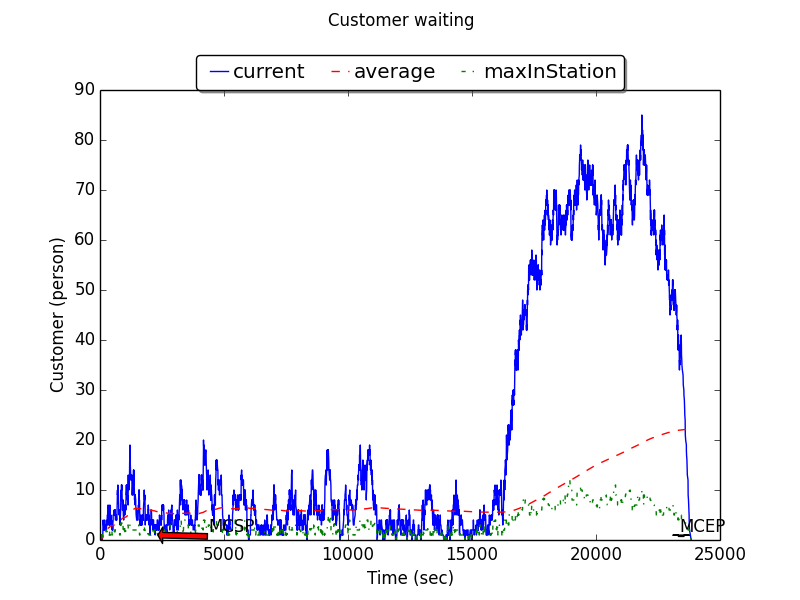 Customer waiting
current average maxInStation
90
80
70
60
50
40
30
20
10
0
Customer (person)
MCSP
MCEP
0 5000 10000 15000 20000 25000
Time (sec)